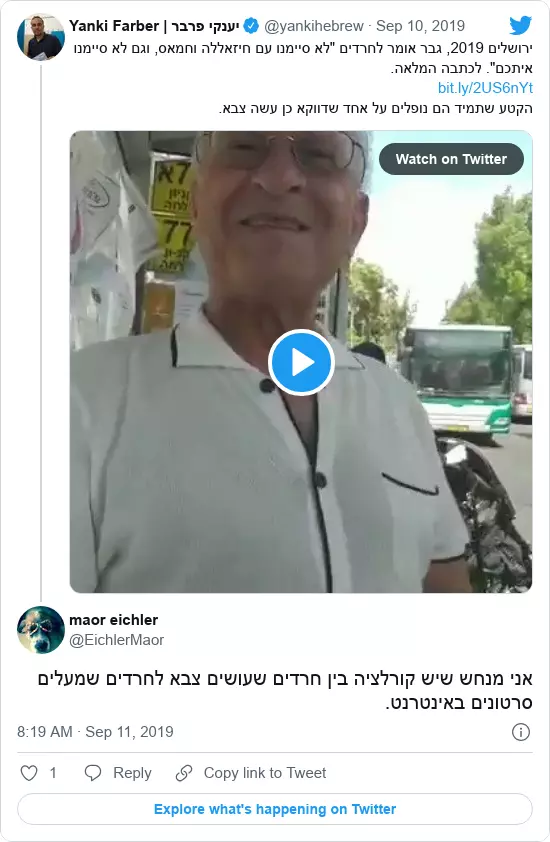 Yanki Farber | יענקי פרבר @yankihebrew · Sep 10, 2019
ירושלים 2019, גבר אומר לחרדים "לא סיימנו עם חיזאללה וחמאס, וגם לא סיימנו
איתכם". לכתבה המלאה.
bit.ly/2US6nYt
הקטע שתמיד הם נופלים על אחד שדווקא כן עשה צבא.
Watch on Twitter
א7
77
maor eichler
@EichlerMaor
אני מנחש שיש קורלציה בין חרדים שעושים צבא לחרדים שמעלים
סרטונים באינטרנט.
8:19 AM · Sep 11, 2019
1 Reply Copy link to Tweet
Explore what's happening on Twitter